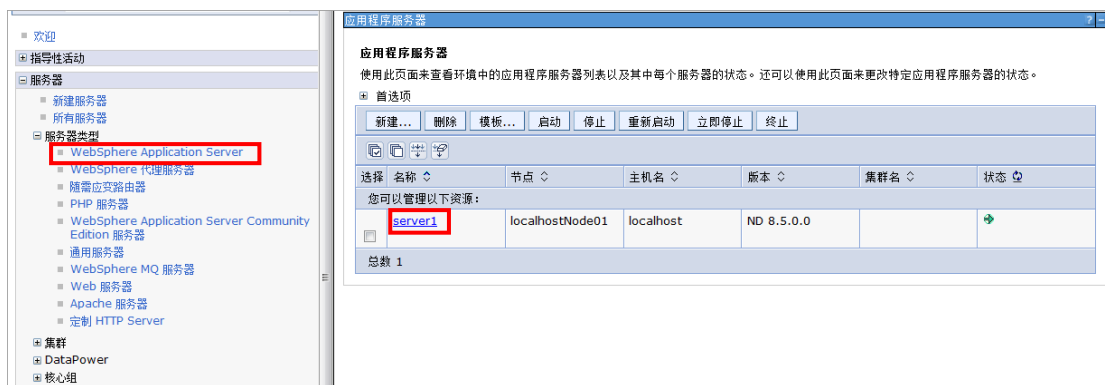 欢迎
指导性活动
服务器
新建服务器
所有服务器
服务器类型
WebSphere Application Server
WebSphere 代理服务器
随需应变路由器
PHP 服务器
WebSphere Application Server Community
Edition 服务器
通用服务器
WebSphere MQ 服务器
Web 服务器
Apache 服务器
定制 HTTP Server
集群
DataPower
核心组
应用程序服务器 ? -
应用程序服务器
使用此页面来查看环境中的应用程序服务器列表以及其中每个服务器的状态。还可以使用此页面来更改特定应用程序服务器的状态。
首选项
新建... 删除 模板... 启动 停止 重新启动 立即停止 终止
选择 名称 节点 主机名 版本 集群名 状态
您可以管理以下资源：
server1 localhostNode01 localhost ND 8.5.0.0
总数 1